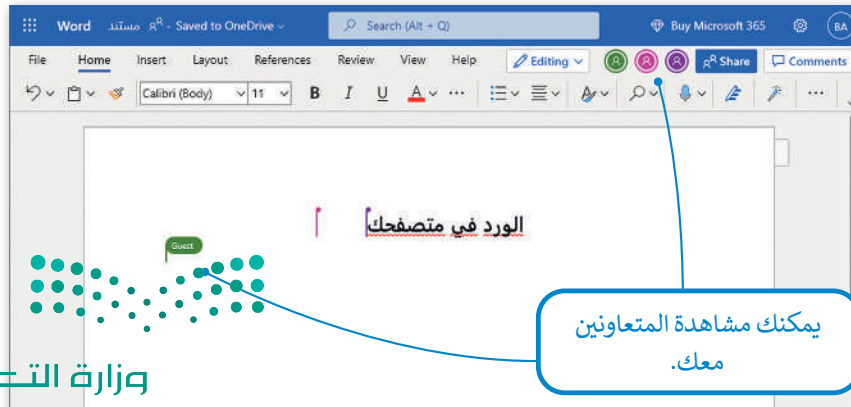 Word مستند - Saved to OneDrive
Search (Alt + Q)
Buy Microsoft 365
BA
File Home Insert Layout References Review View Help Editing Share Comments
Calibri (Body) 11 B I U A
الورد في متصفحك
Guest
يمكنك مشاهدة المتعاونين
معك.
وزارة